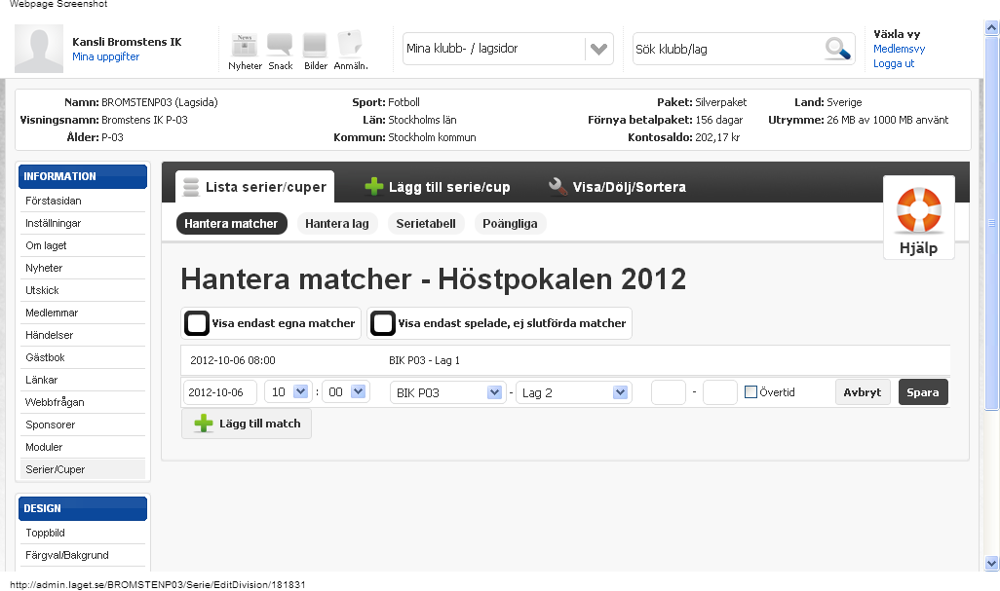 Webpage Screenshot
Kansli Bromstens IK
Mina uppgifter
Nyheter Snack Bilder Anmäln.
Mina klubb- / lagsidor
Sök klubb/lag
Växla vy
Medlemsvy
Logga ut
Namn: BROMSTENP03 (Lagsida)
Visningsnamn: Bromstens IK P-03
Ålder: P-03
Sport: Fotboll
Län: Stockholms län
Kommun: Stockholm kommun
Paket: Silverpaket
Förnya betalpaket: 156 dagar
Kontosaldo: 202,17 kr
Land: Sverige
Utrymme: 26 MB av 1000 MB använt
INFORMATION
Förstasidan
Inställningar
Om laget
Nyheter
Utskick
Medlemmar
Händelser
Gästbok
Länkar
Webbfrågan
Sponsorer
Moduler
Serier/Cuper
DESIGN
Toppbild
Färgval/Bakgrund
Lista serier/cuper
Lägg till serie/cup
Visa/Dölj/Sortera
Hjälp
Hantera matcher Hantera lag Serietabell Poängliga
Hantera matcher - Höstpokalen 2012
Visa endast egna matcher
Visa endast spelade, ej slutförda matcher
2012-10-06 08:00 BIK P03 - Lag 1
2012-10-06 10 : 00 BIK P03 - Lag 2 - Övertid Avbryt Spara
Lägg till match
http://admin.laget.se/BROMSTENP03/Serie/EditDivision/181831